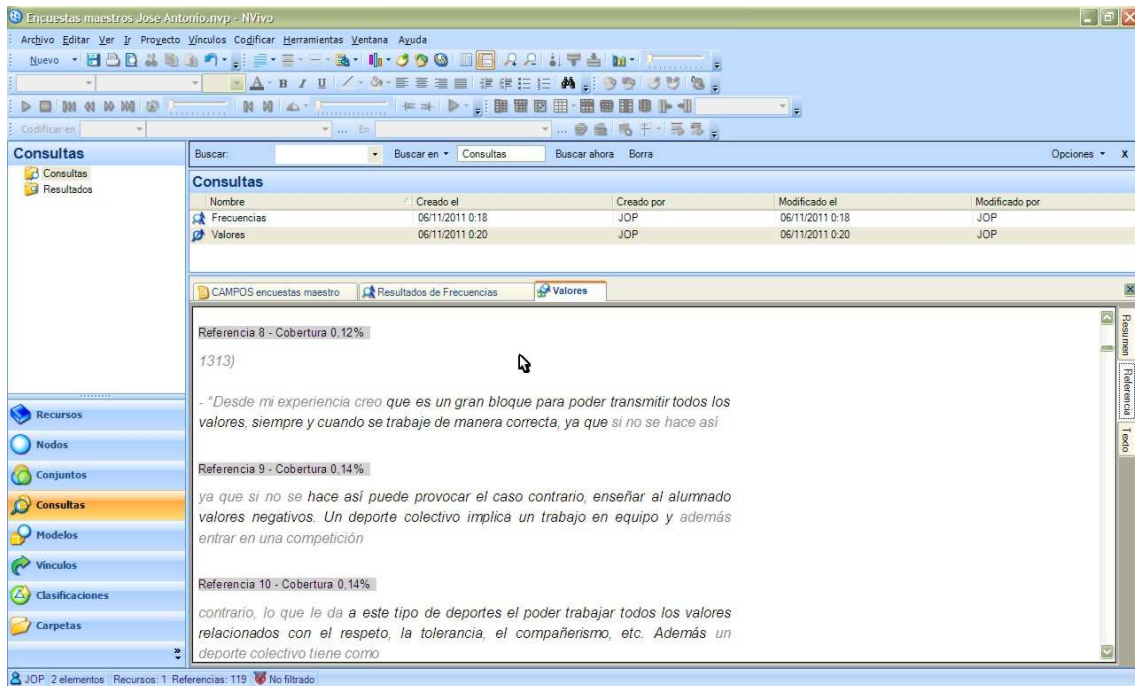 Encuestas maestros Jose Antonio.nvp - NVivo
Archivo Editar Ver Ir Proyecto Vínculos Codificar Herramientas Ventana Ayuda
Nuevo
A B I U
Codificar en ... En ...
Consultas
Consultas
Resultados
Buscar: Buscar en Consultas Buscar ahora Borra Opciones X
Consultas
Nombre Creado el Creado por Modificado el Modificado por
Frecuencias 06/11/2011 0:18 JOP 06/11/2011 0:18 JOP
Valores 06/11/2011 0:20 JOP 06/11/2011 0:20 JOP
CAMPOS encuestas maestro Resultados de Frecuencias Valores
Referencia 8 - Cobertura 0,12%
1313)
- "Desde mi experiencia creo que es un gran bloque para poder transmitir todos los
valores, siempre y cuando se trabaje de manera correcta, ya que si no se hace así
Referencia 9 - Cobertura 0,14%
ya que si no se hace así puede provocar el caso contrario, enseñar al alumnado
valores negativos. Un deporte colectivo implica un trabajo en equipo y además
entrar en una competición
Referencia 10 - Cobertura 0,14%
contrario, lo que le da a este tipo de deportes el poder trabajar todos los valores
relacionados con el respeto, la tolerancia, el compañerismo, etc. Además un
deporte colectivo tiene como
Resumen
Referencia
Texto
Recursos
Nodos
Conjuntos
Consultas
Modelos
Vínculos
Clasificaciones
Carpetas
JOP 2 elementos Recursos: 1 Referencias: 119 No filtrado